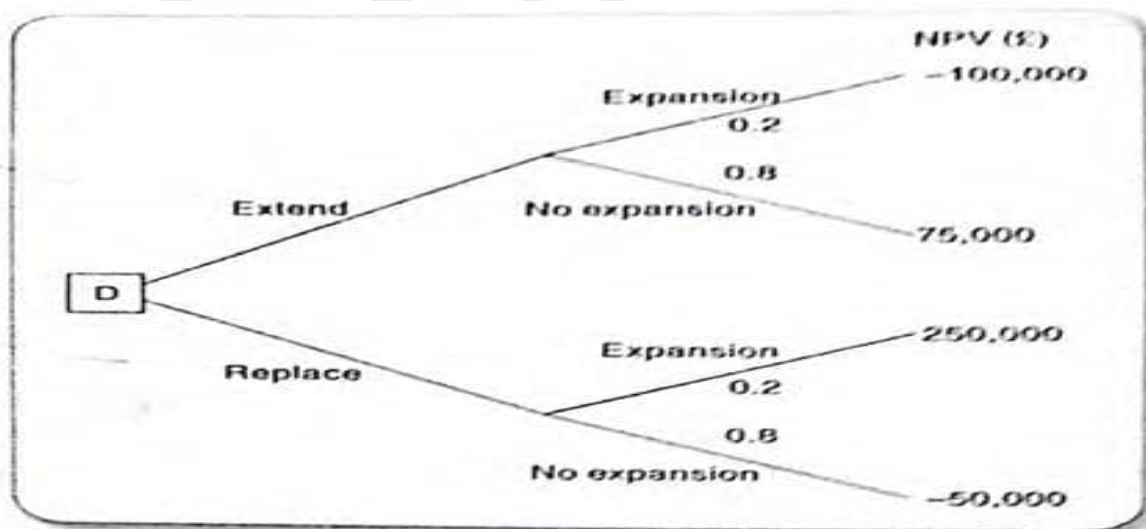 NPV (£)
Expansion
−100,000
0.2
0.8
Extend
No expansion
75,000
D
Expansion
250,000
Replace
0.2
0.8
No expansion
−50,000